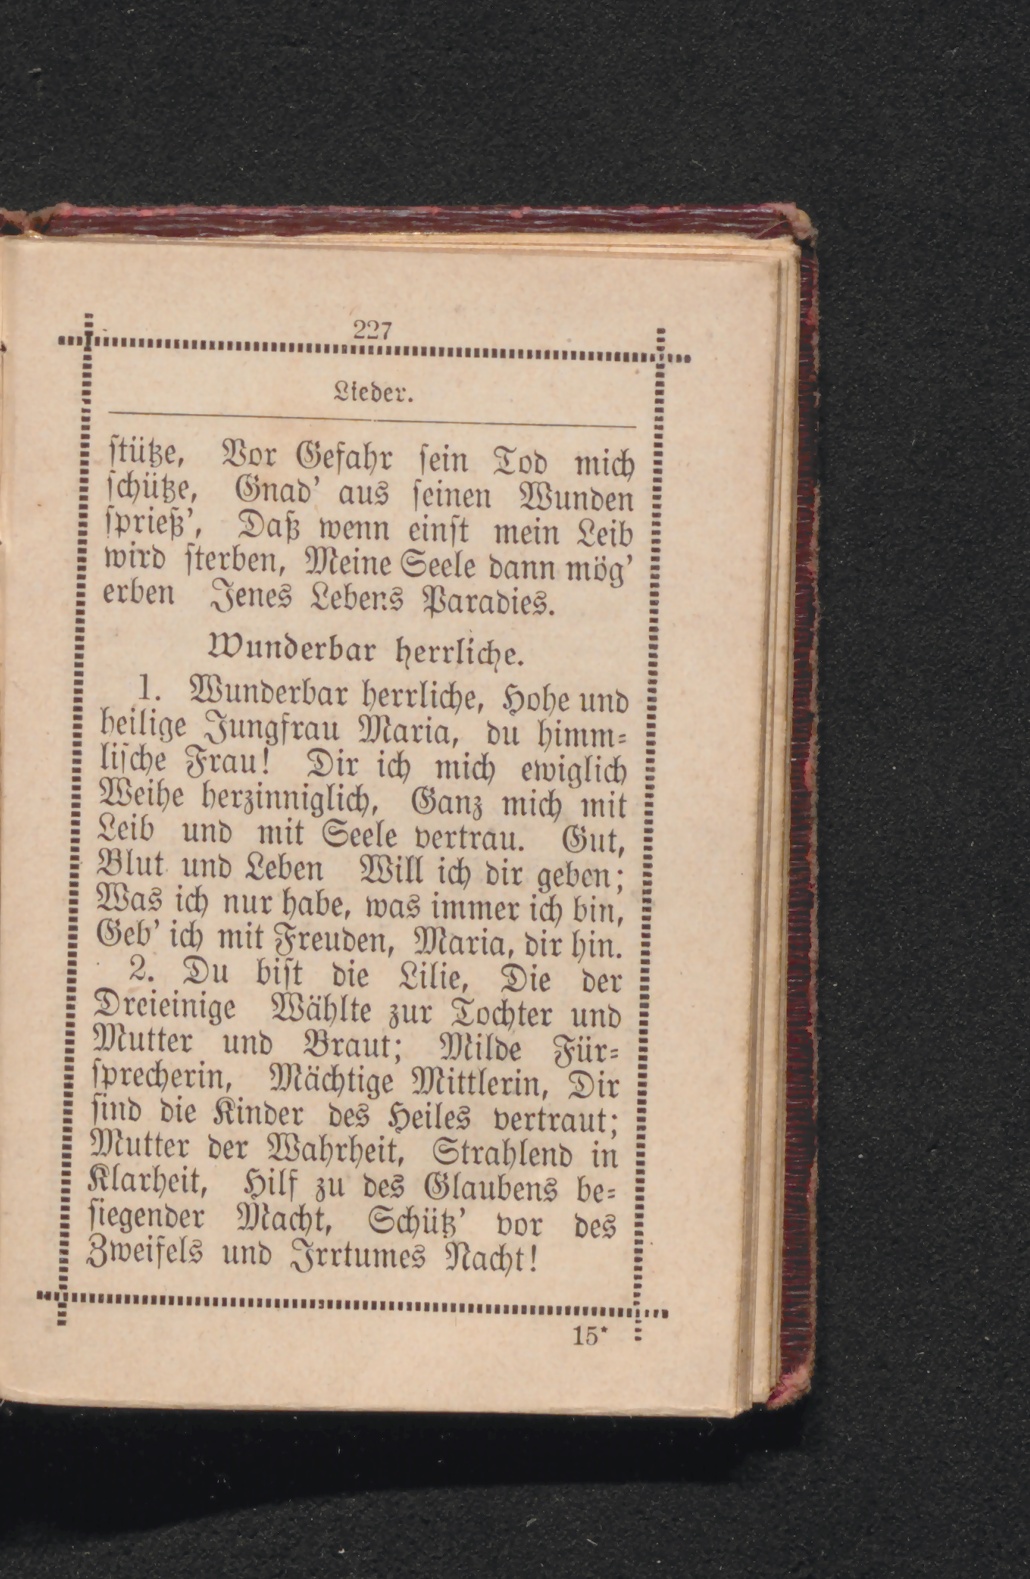 227
Lieder.
stütze, Vor Gefahr sein Tod mich
schütze, Gnad' aus seinen Wunden
sprieß', Daß wenn einst mein Leib
wird sterben, Meine Seele dann mög'
erben Jenes Lebens Paradies.
Wunderbar herrliche.
1. Wunderbar herrliche, Hohe und
heilige Jungfrau Maria, du himm-
lische Frau! Dir ich mich ewiglich
Weihe herzinniglich, Ganz mich mit
Leib und mit Seele vertrau. Gut,
Blut und Leben Will ich dir geben;
Was ich nur habe, was immer ich bin,
Geb' ich mit Freuden, Maria, dir hin.
2. Du bist die Lilie, Die der
Dreieinige Wählte zur Tochter und
Mutter und Braut; Milde Für-
sprecherin, Mächtige Mittlerin, Dir
sind die Kinder des Heiles vertraut;
Mutter der Wahrheit, Strahlend in
Klarheit, Hilf zu des Glaubens be-
siegender Macht, Schütz' vor des
Zweifels und Irrtumes Nacht!
15*